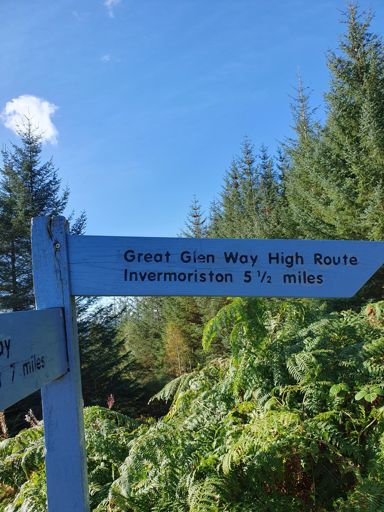 Great Glen Way High Route
Invermoriston 5 ½ miles
7 miles